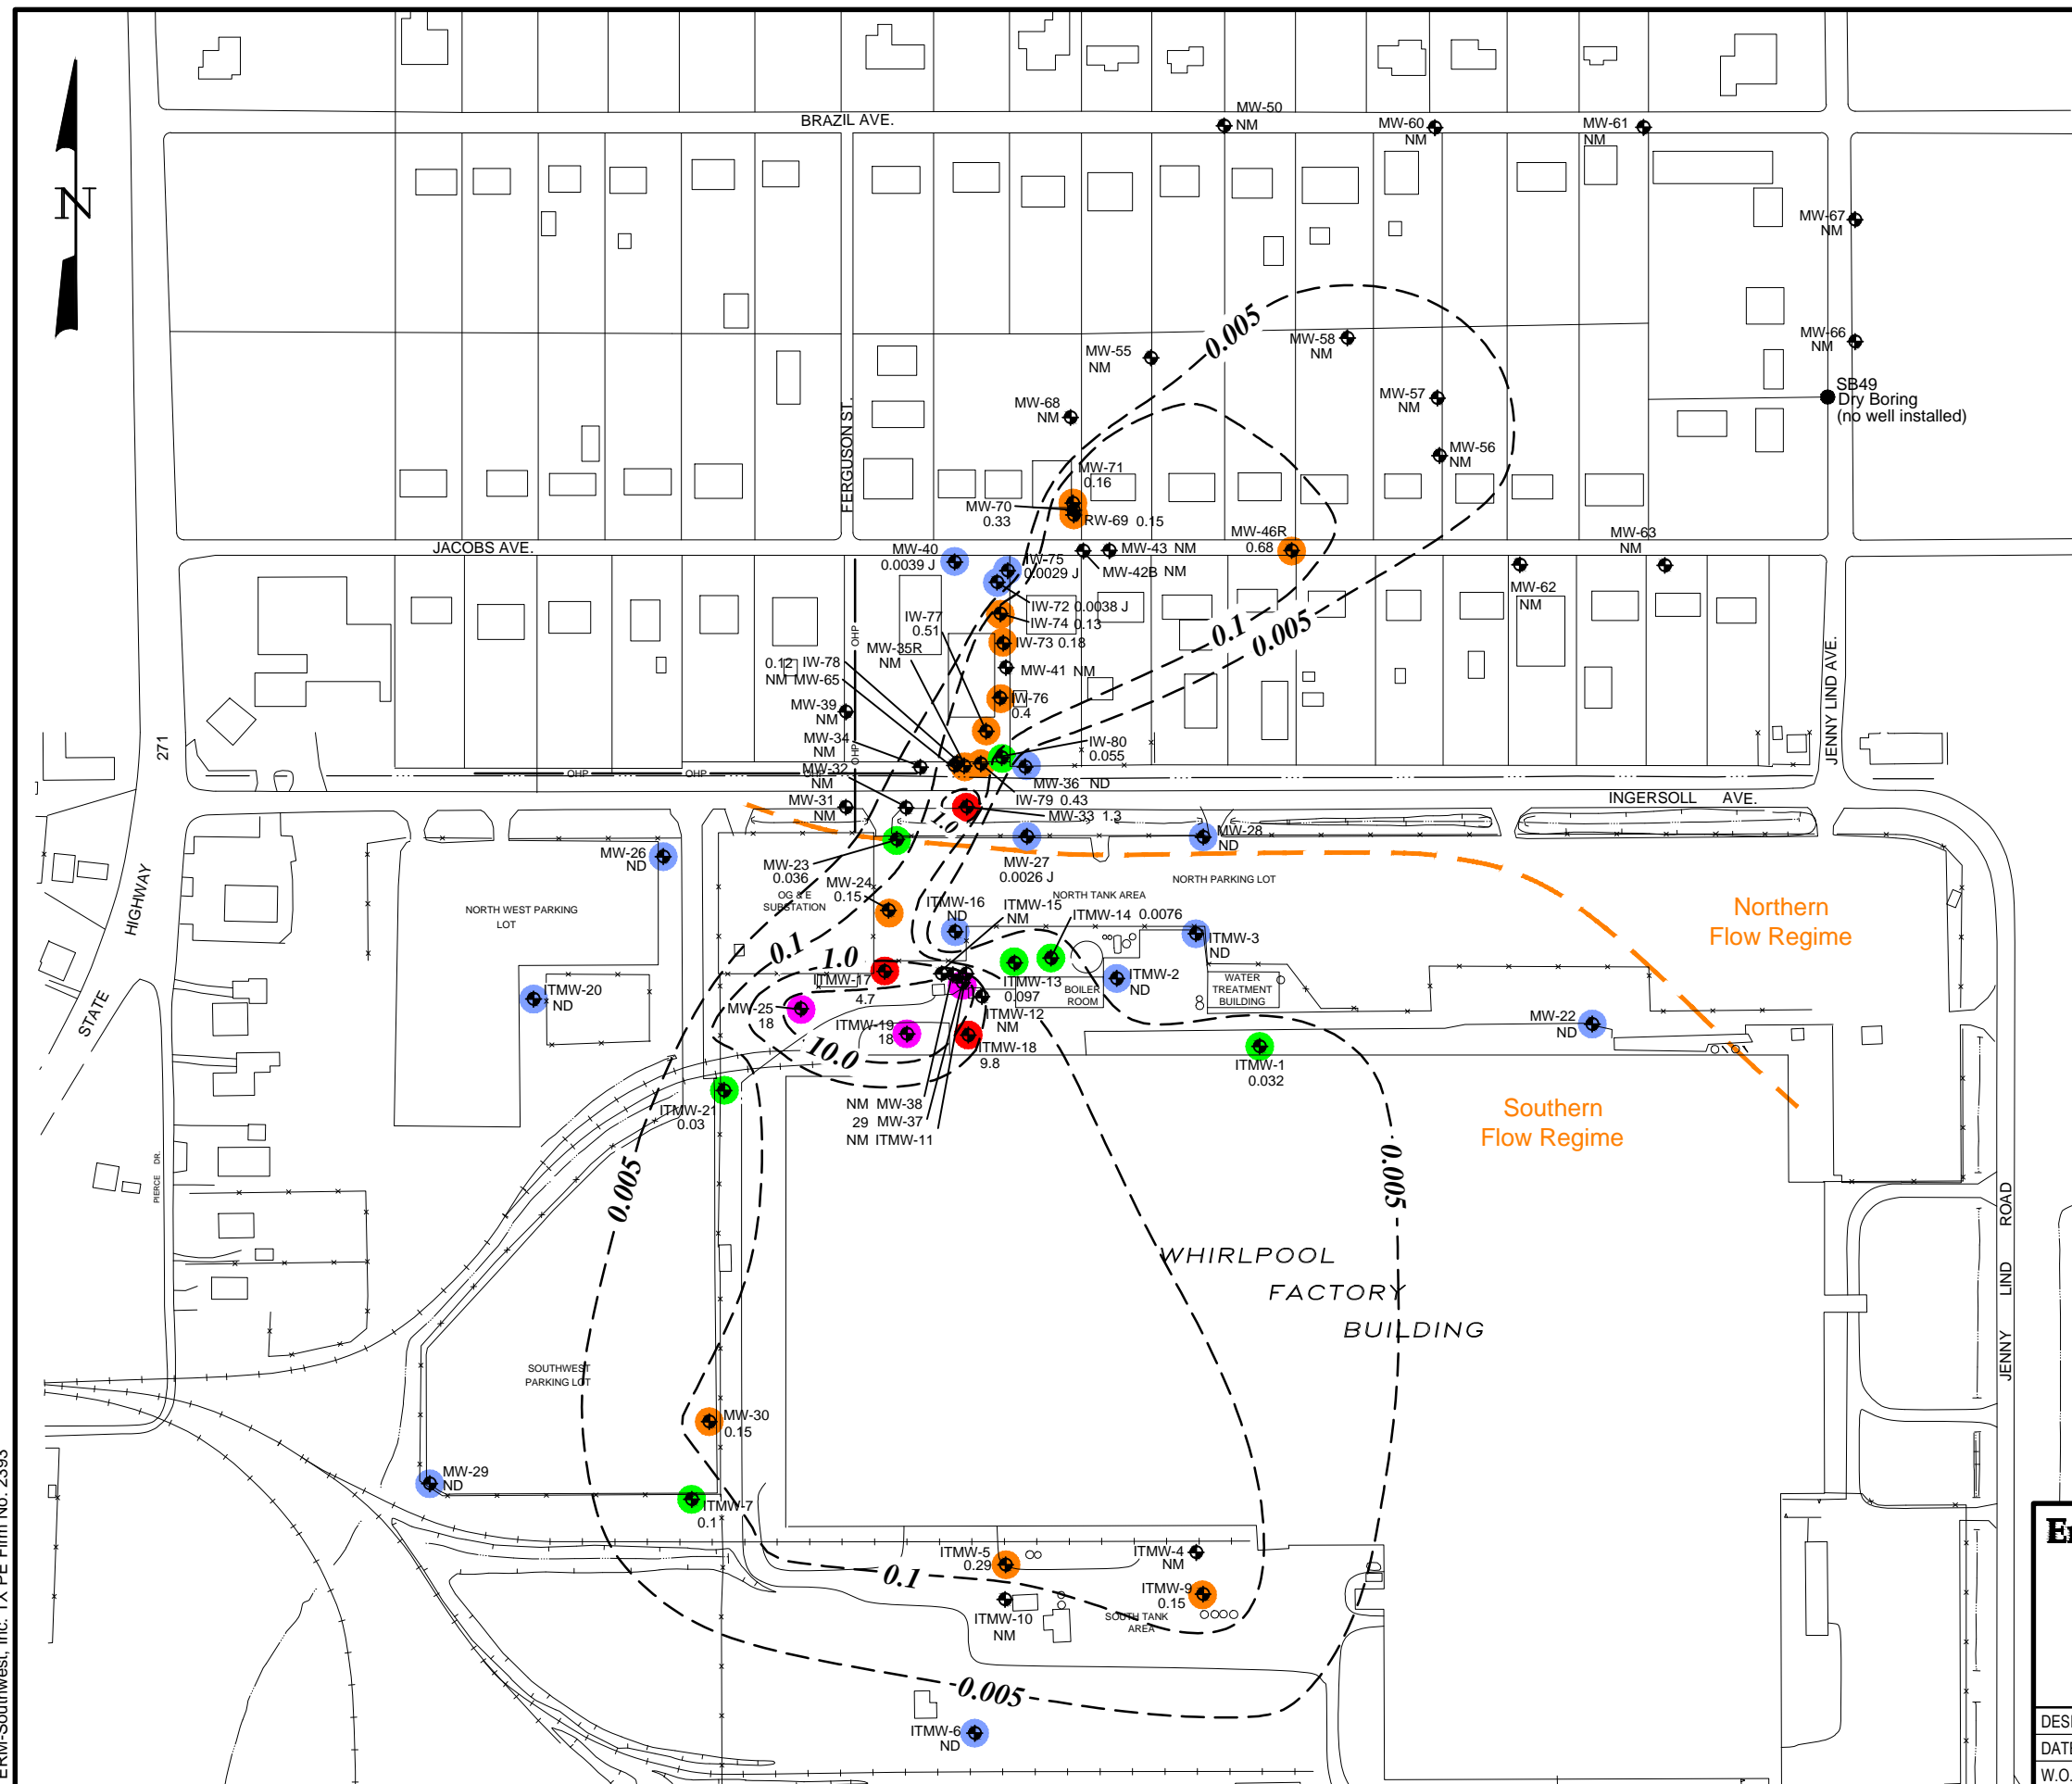 MW-50
NM
BRAZIL AVE.
MW-60
NM
MW-61
NM
N
MW-67
NM
0.005
MW-66
NM
MW-58
NM
MW-55
NM
SB49
Dry Boring
(no well installed)
MW-57
NM
MW-68
NM
FERGUSON ST.
MW-56
NM
MW-71
0.16
MW-70
0.33
RW-69 0.15
MW-46R
0.68
MW-63
NM
JACOBS AVE.
MW-40
0.0039 J
MW-43 NM
IW-75
0.0029 J
MW-42B NM
MW-62
NM
IW-72 0.0038 J
IW-77
0.51
IW-74 0.13
0.1
0.005
OHP
IW-73 0.18
MW-35R
NM
0.12 IW-78
NM MW-65
MW-41 NM
JENNY LIND AVE.
IW-76
0.4
MW-39
NM
271
MW-34
NM
IW-80
0.055
OHP
OHP
OHP
OHP
MW-32
NM
MW-36 ND
IW-79 0.43
INGERSOLL AVE.
MW-31
NM
MW-33 1.3
1.0
MW-28
ND
MW-26
ND
MW-23
0.036
MW-27
0.0026 J
NORTH PARKING LOT
MW-24
0.15
OG & E
SUBSTATION
NORTH TANK AREA
ITMW-16
ND
ITMW-15
NM
ITMW-14 0.0076
NORTH WEST PARKING
LOT
Northern
Flow Regime
HIGHWAY
STATE
ITMW-3
ND
0.1
1.0
ITMW-17
4.7
ITMW-13
0.097
BOILER
ROOM
ITMW-2
ND
WATER
TREATMENT
BUILDING
ITMW-20
ND
MW-25
18
ITMW-12
NM
MW-22
ND
ITMW-19
18
10.0
ITMW-18
9.8
ITMW-1
0.032
ITMW-21
0.03
NM MW-38
29 MW-37
NM ITMW-11
Southern
Flow Regime
PIERCE DR.
0.005
0.005
JENNY LIND ROAD
WHIRLPOOL
FACTORY
BUILDING
SOUTHWEST
PARKING LOT
MW-30
0.15
MW-29
ND
ITMW-7
0.1
ITMW-5
0.29
ITMW-4
NM
0.1
ITMW-9
0.15
ITMW-10
NM
SOUTH TANK
AREA
0.005
ITMW-6
ND
ERM-Southwest, Inc. TX PE Firm No. 2393
W.O.